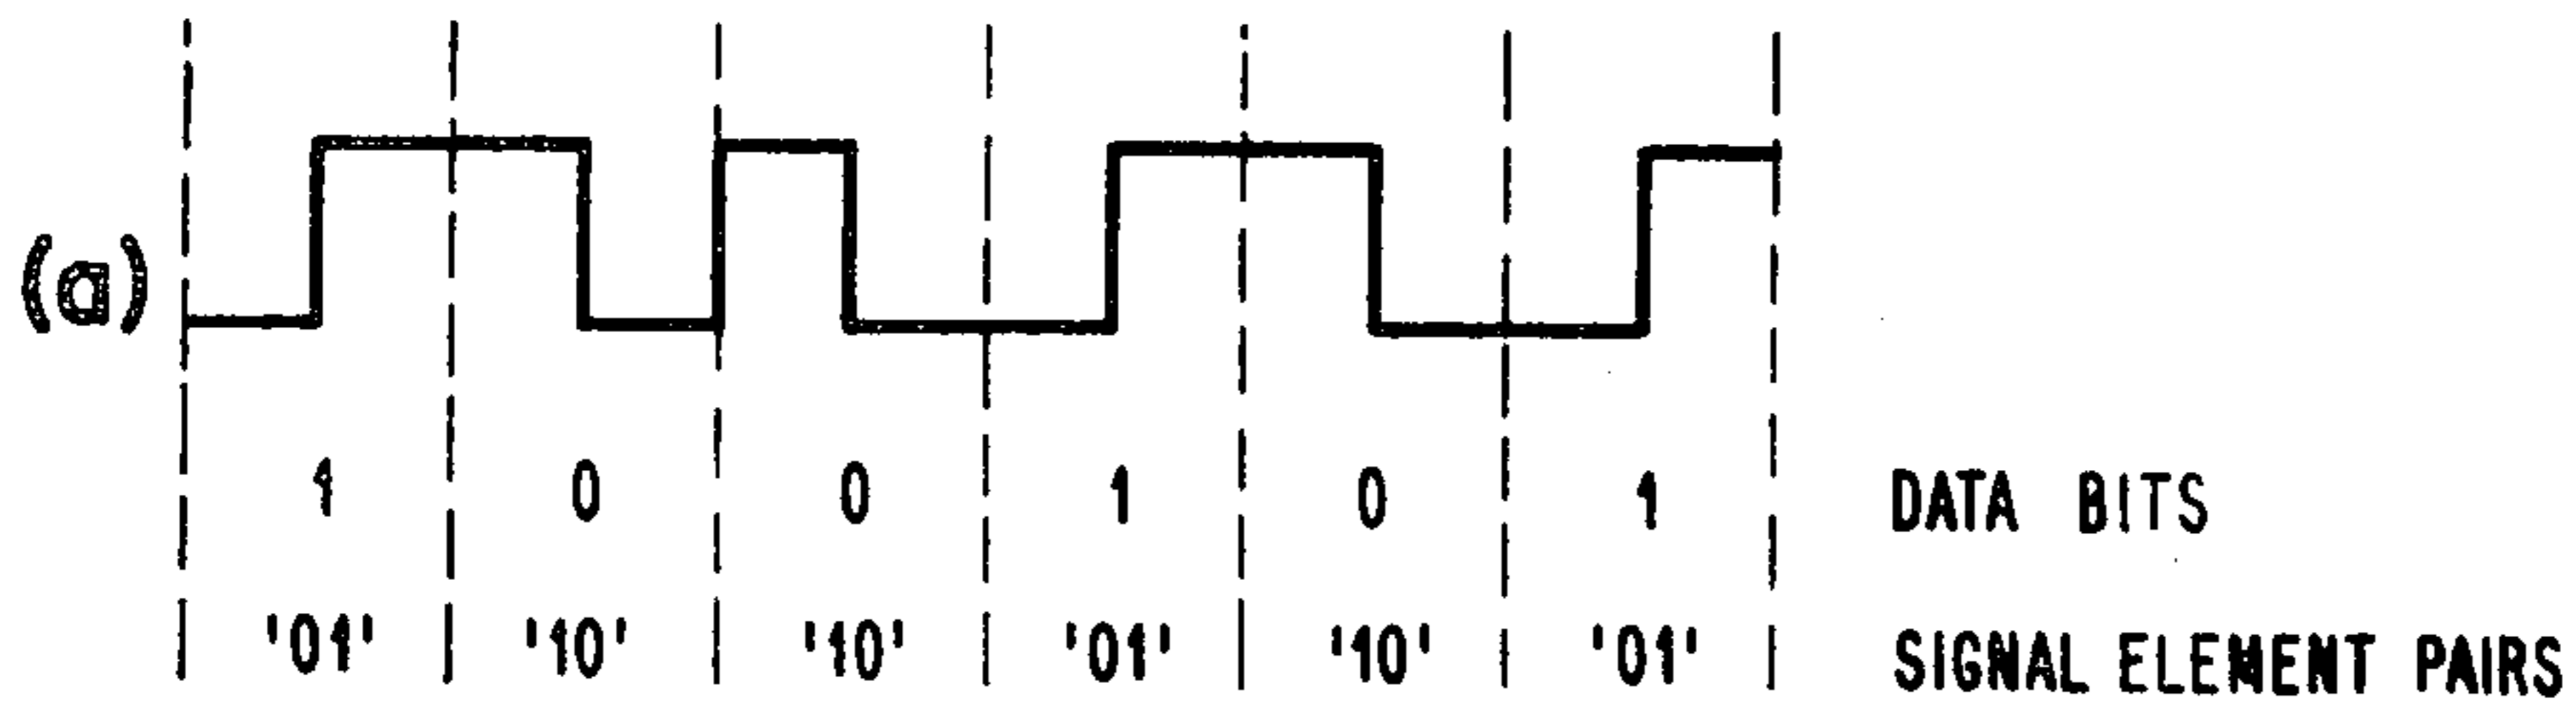 (a)
1 0 0 1 0 1 DATA BITS
'01' '10' '10' '01' '10' '01' SIGNAL ELEMENT PAIRS